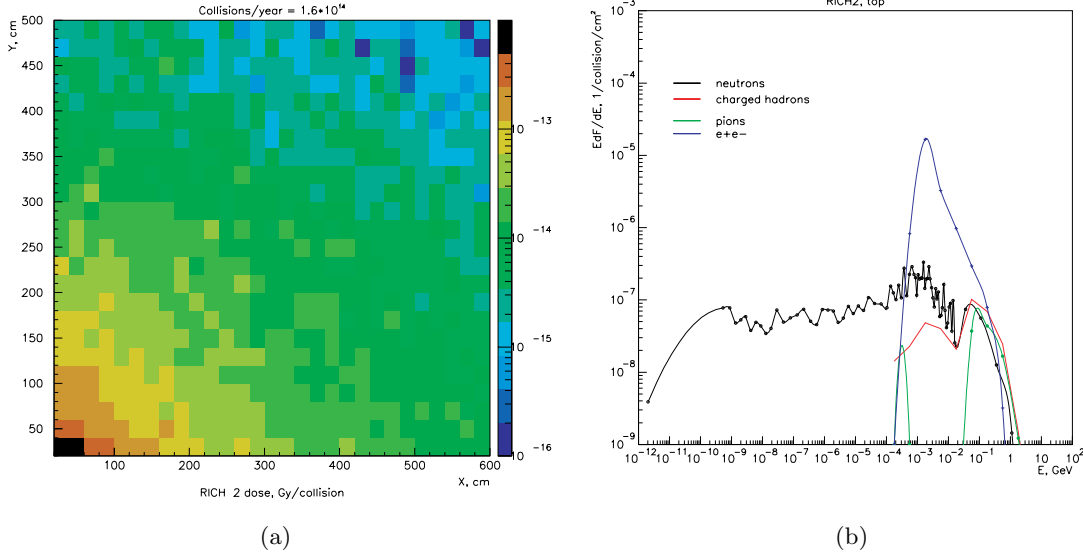 Collisions/year = 1.6*10¹⁴
Y, cm
500
450
400
350
300
250
200
150
100
50
100
200
300
400
500
600
X, cm
RICH 2 dose, Gy/collision
10 -13
10 -14
10 -15
10 -16
(a)
RICH2, top
EdF/dE, 1/collision/cm²
10⁻³
10⁻⁴
10⁻⁵
10⁻⁶
10⁻⁷
10⁻⁸
10⁻⁹
neutrons
charged hadrons
pions
e+e−
10⁻¹² 10⁻¹¹ 10⁻¹⁰ 10⁻⁹ 10⁻⁸ 10⁻⁷ 10⁻⁶ 10⁻⁵ 10⁻⁴ 10⁻³ 10⁻² 10⁻¹ 1 10 10²
E, GeV
(b)